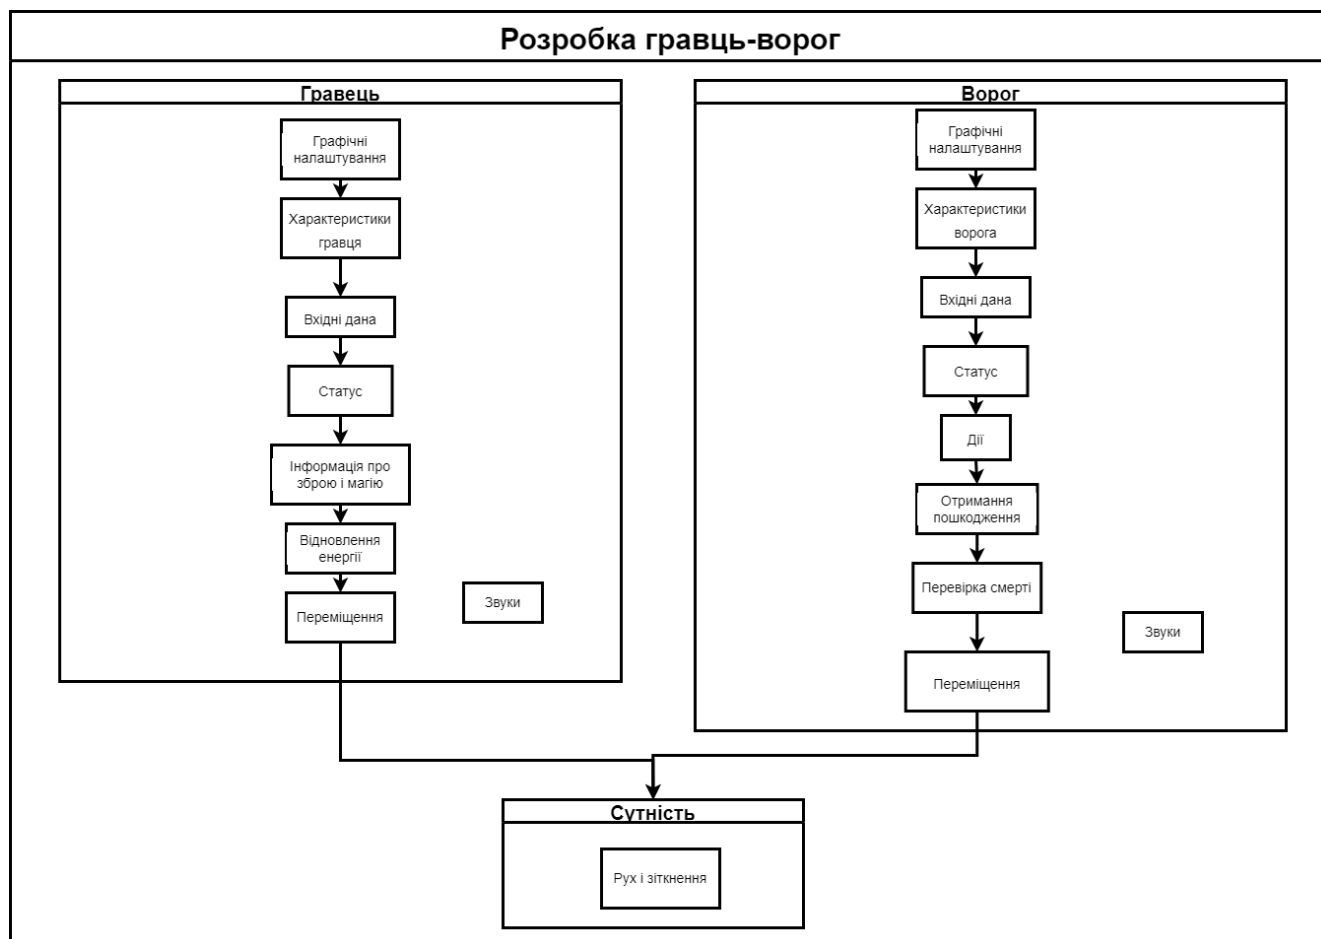 Розробка гравць-ворог
Гравець
Графічні
налаштування
Характеристики
гравця
Вхідні дана
Статус
Інформація про
зброю і магію
Відновлення
енергії
Переміщення
Звуки
Ворог
Графічні
налаштування
Характеристики
ворога
Вхідні дана
Статус
Дії
Отримання
пошкодження
Перевірка смерті
Звуки
Переміщення
Сутність
Рух і зіткнення